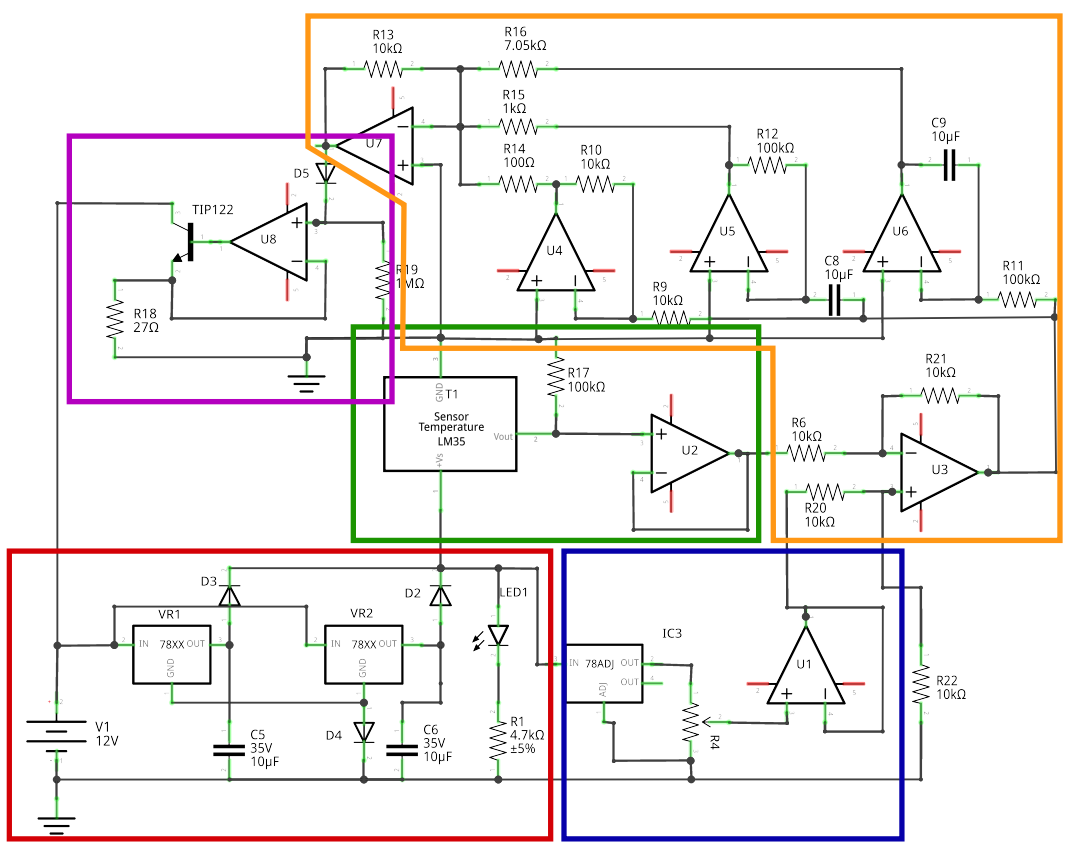 R13
10kΩ
R16
7.05kΩ
R15
1kΩ
R14
100Ω
R10
10kΩ
R12
100kΩ
C9
10μF
U7
D5
TIP122
U8
R19
1MΩ
R18
27Ω
U4
U5
U6
C8
10μF
R9
10kΩ
R11
100kΩ
GND
T1
Sensor
Temperature
LM35
Vout
+Vs
R17
100kΩ
U2
R6
10kΩ
R21
10kΩ
U3
R20
10kΩ
D3
D2
LED1
VR1
IN
78XX
OUT
GND
VR2
IN
78XX
OUT
GND
V1
12V
C5
35V
10μF
D4
C6
35V
10μF
R1
4.7kΩ
±5%
IC3
IN
78ADJ
OUT
OUT
ADJ
R4
U1
R22
10kΩ